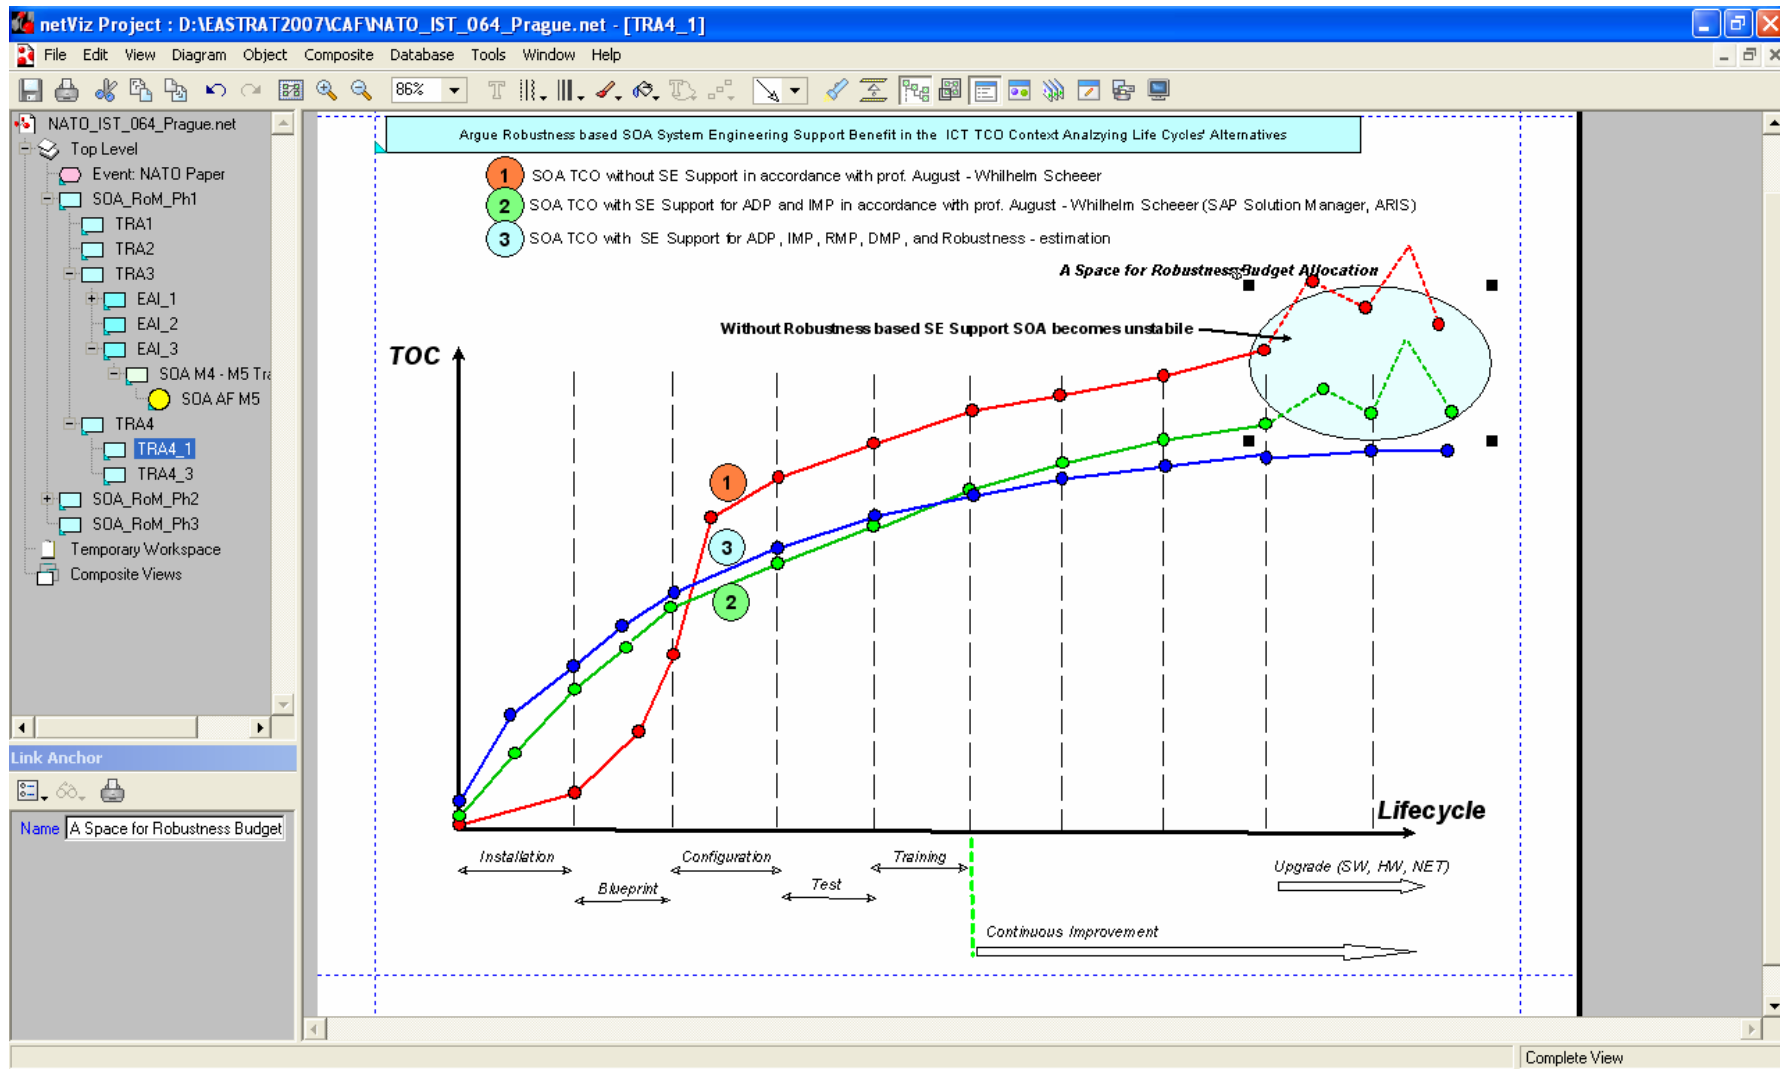 netViz Project : D:\EASTRAT2007\CAF\NATO_IST_064_Prague.net - [TRA4_1]
File Edit View Diagram Object Composite Database Tools Window Help
86%
NATO_IST_064_Prague.net
Top Level
Event: NATO Paper
SOA_RoM_Ph1
TRA1
TRA2
TRA3
EAI_1
EAI_2
EAI_3
SOA M4 - M5 Tra
SOA AF M5
TRA4
TRA4_1
TRA4_3
SOA_RoM_Ph2
SOA_RoM_Ph3
Temporary Workspace
Composite Views
Link Anchor
Name A Space for Robustness Budget
Argue Robustness based SOA System Engineering Support Benefit in the ICT TCO Context Analzying Life Cycles' Alternatives
1 SOA TCO without SE Support in accordance with prof. August - Whilhelm Scheeer
2 SOA TCO with SE Support for ADP and IMP in accordance with prof. August - Whilhelm Scheer (SAP Solution Manager, ARIS)
3 SOA TCO with SE Support for ADP, IMP, RMP, DMP, and Robustness - estimation
A Space for Robustness Budget Allocation
Without Robustness based SE Support SOA becomes unstabile
TOC
1
3
2
Lifecycle
Installation
Configuration
Training
Upgrade (SW, HW, NET)
Blueprint
Test
Continuous Improvement
Complete View